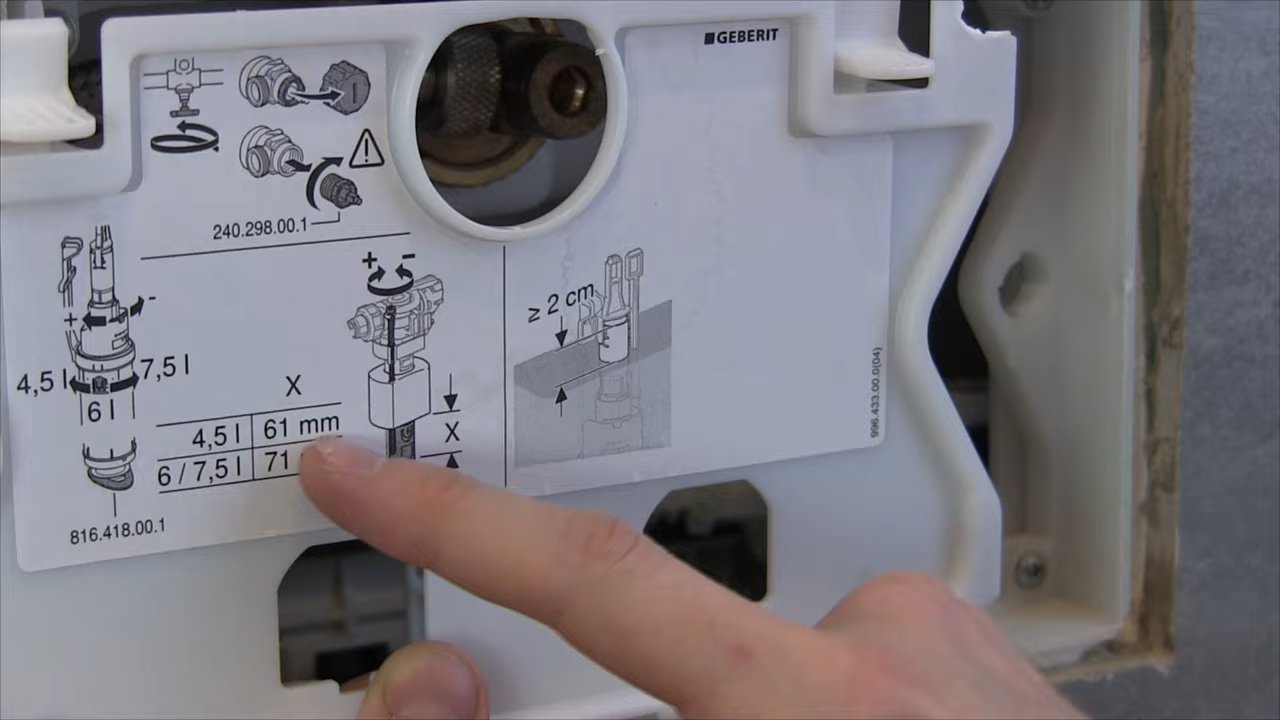 GEBERIT
240.298.00.1
+ -
≥ 2 cm
-
+
4,5 l 7,5 l
6 l
X
4,5 l 61 mm
6 / 7,5 l 71
X
816.418.00.1
996.433.00.0(04)